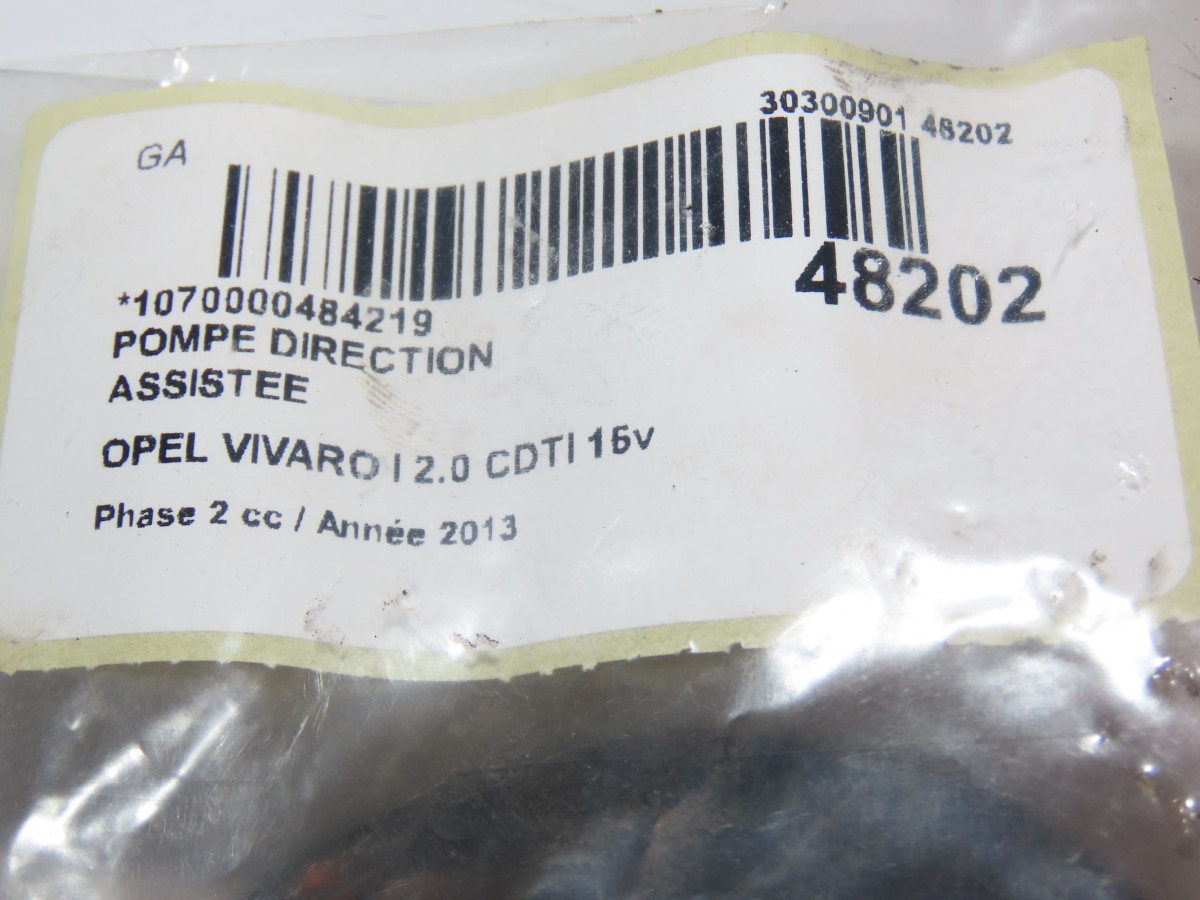 30300901 48202
GA
48202
*1070000484219
POMPE DIRECTION
ASSISTEE
OPEL VIVARO I 2.0 CDTI 16v
Phase 2 cc / Année 2013